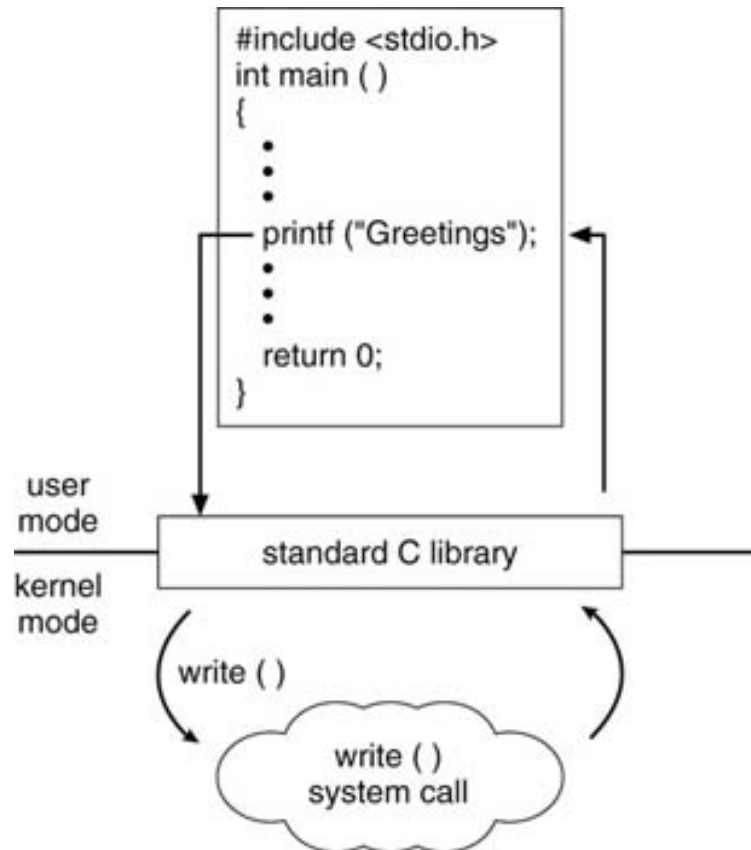 #include <stdio.h>
int main ( )
{
•
•
•
printf ("Greetings");
•
•
•
return 0;
}
user
mode
standard C library
kernel
mode
write ( )
write ( )
system call